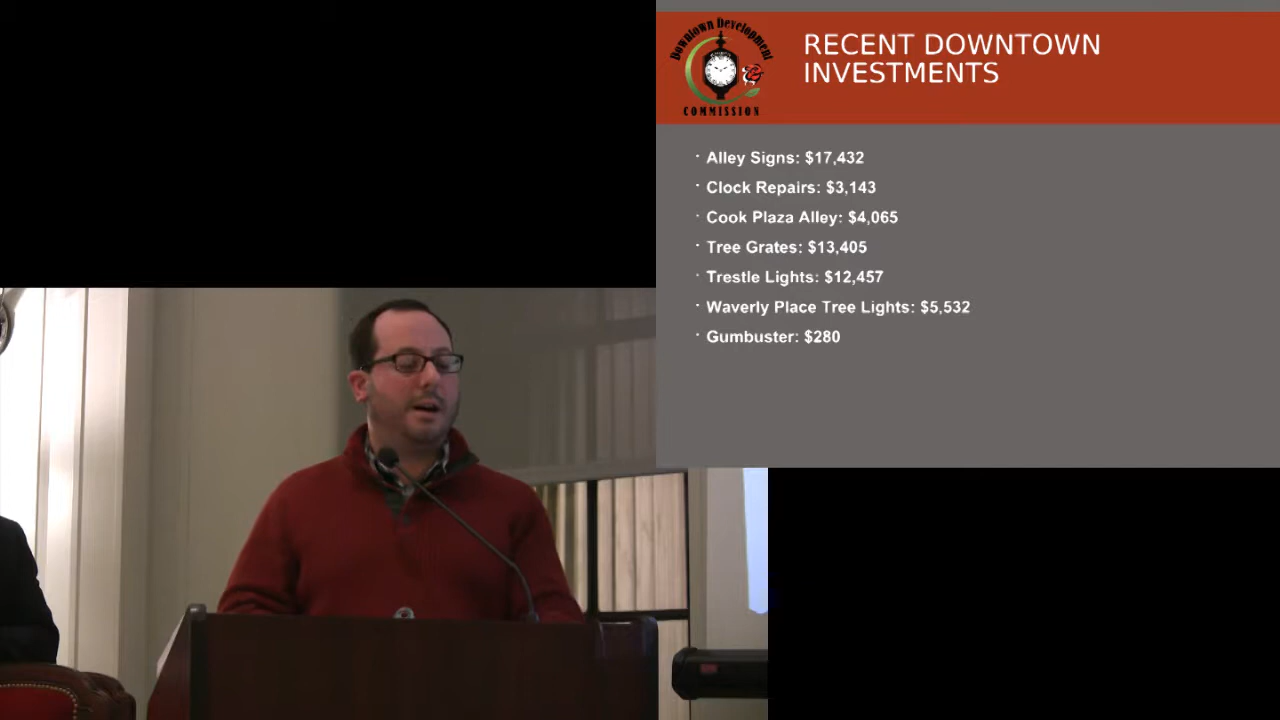 Downtown Development
COMMISSION
RECENT DOWNTOWN
INVESTMENTS
· Alley Signs: $17,432
· Clock Repairs: $3,143
· Cook Plaza Alley: $4,065
· Tree Grates: $13,405
· Trestle Lights: $12,457
· Waverly Place Tree Lights: $5,532
· Gumbuster: $280